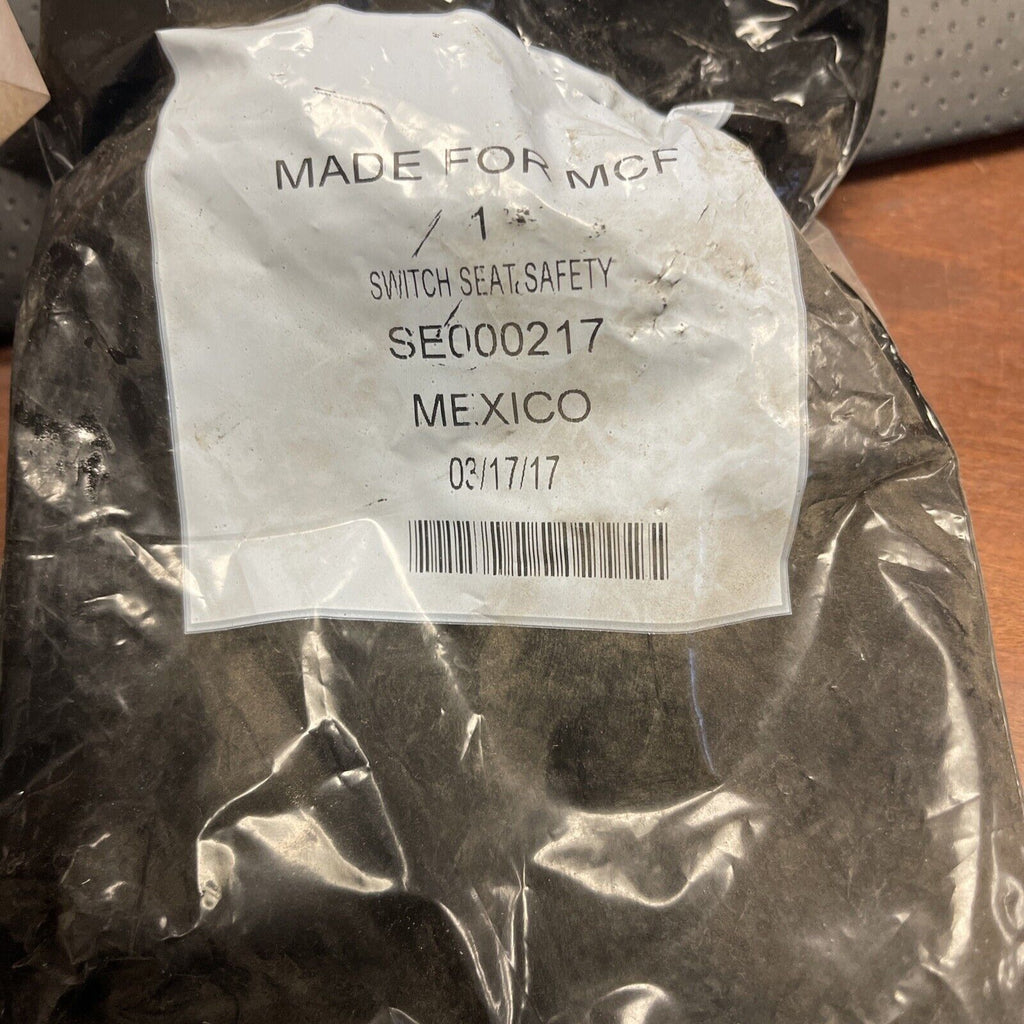 MADE FOR MCF
1
SWITCH SEAT, SAFETY
SE000217
MEXICO
03/17/17